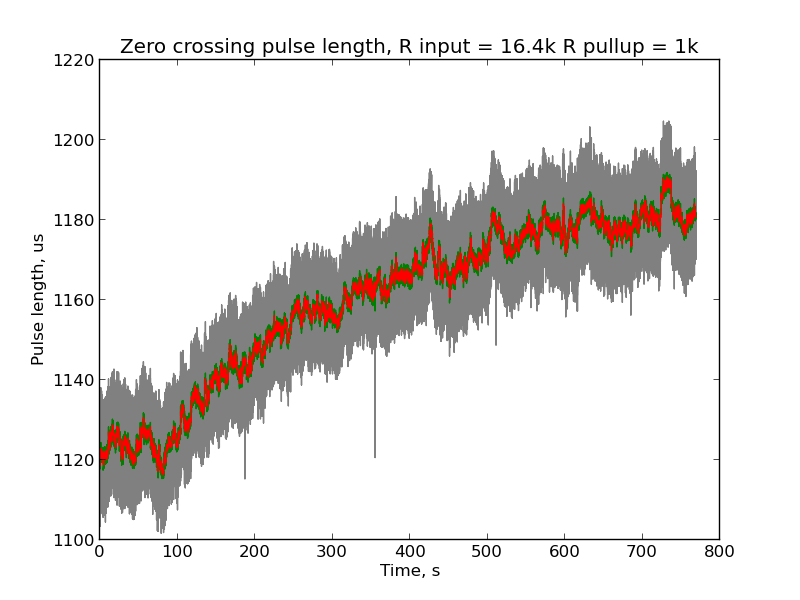 Zero crossing pulse length, R input = 16.4k R pullup = 1k
1220
1200
1180
1160
1140
1120
1100
Pulse length, us
0 100 200 300 400 500 600 700 800
Time, s